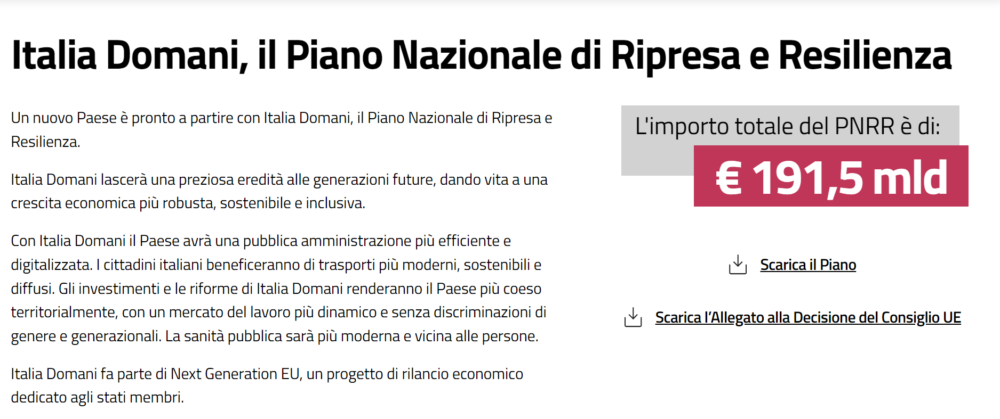 Italia Domani, il Piano Nazionale di Ripresa e Resilienza
Un nuovo Paese è pronto a partire con Italia Domani, il Piano Nazionale di Ripresa e
Resilienza.
Italia Domani lascerà una preziosa eredità alle generazioni future, dando vita a una
crescita economica più robusta, sostenibile e inclusiva.
Con Italia Domani il Paese avrà una pubblica amministrazione più efficiente e
digitalizzata. I cittadini italiani beneficeranno di trasporti più moderni, sostenibili e
diffusi. Gli investimenti e le riforme di Italia Domani renderanno il Paese più coeso
territorialmente, con un mercato del lavoro più dinamico e senza discriminazioni di
genere e generazionali. La sanità pubblica sarà più moderna e vicina alle persone.
Italia Domani fa parte di Next Generation EU, un progetto di rilancio economico
dedicato agli stati membri.
L'importo totale del PNRR è di:
€ 191,5 mld
Scarica il Piano
Scarica l’Allegato alla Decisione del Consiglio UE